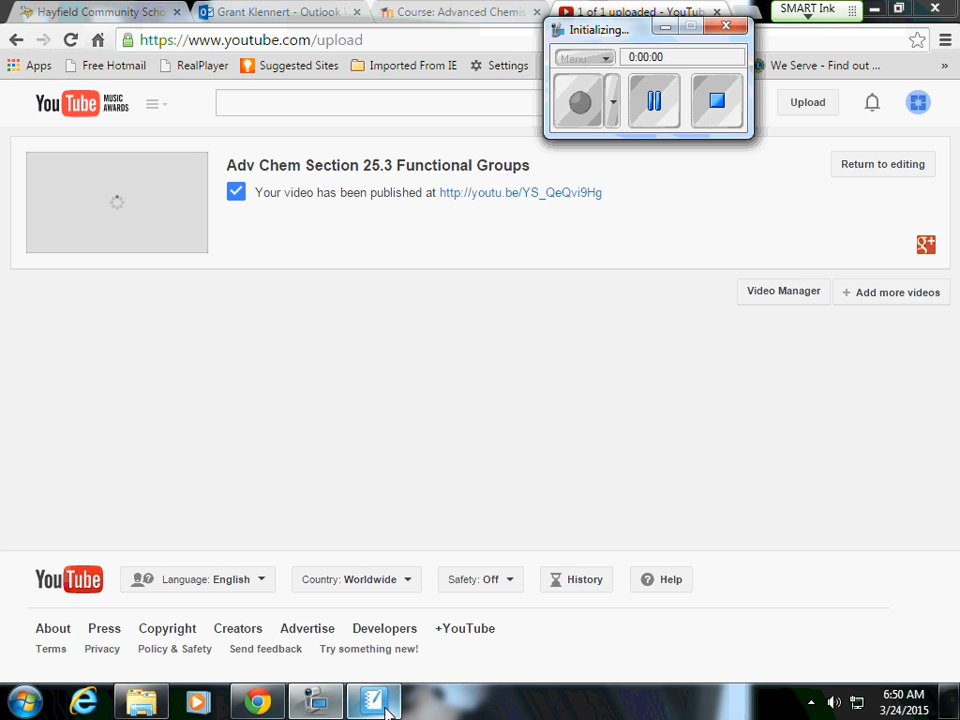 Hayfield Community Scho
Grant Klennert - Outlook
Course: Advanced Chemis
1 of 1 uploaded - YouTub
SMART Ink
https://www.youtube.com/upload
Apps
Free Hotmail
RealPlayer
Suggested Sites
Imported From IE
Settings
We Serve - Find out ...
»
Initializing...
Menu
0:00:00
YouTube MUSIC AWARDS
Upload
Adv Chem Section 25.3 Functional Groups
Return to editing
Your video has been published at http://youtu.be/YS_QeQvi9Hg
g+
Video Manager
+ Add more videos
YouTube
Language: English
Country: Worldwide
Safety: Off
History
Help
About Press Copyright Creators Advertise Developers +YouTube
Terms Privacy Policy & Safety Send feedback Try something new!
6:50 AM
3/24/2015